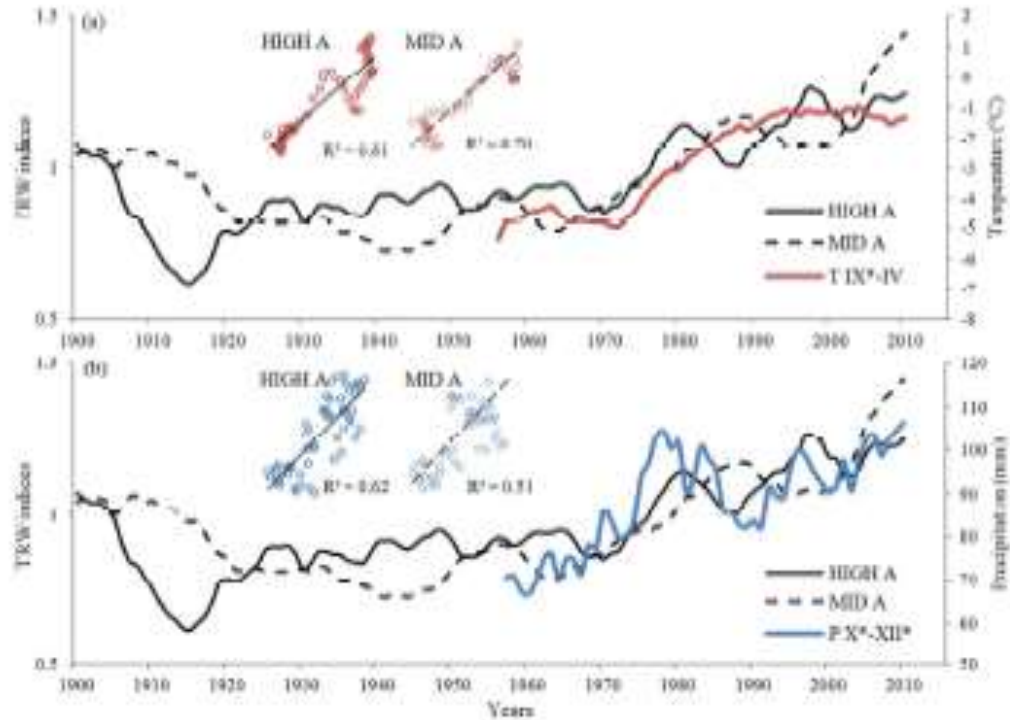 1.5
(a)
HIGH A
MID A
R² = 0.61
R² = 0.70
TRW indices
1
0.5
2
1
0
-1
-2
-3
-4
-5
-6
-7
-8
Temperature (°C)
HIGH A
MID A
T IX*-IV
1900 1910 1920 1930 1940 1950 1960 1970 1980 1990 2000 2010
1.5
(b)
HIGH A
MID A
R² = 0.62
R² = 0.51
TRW indices
1
0.5
120
110
100
90
80
70
60
50
Precipitation (mm)
HIGH A
MID A
P X*-XII*
1900 1910 1920 1930 1940 1950 1960 1970 1980 1990 2000 2010
Years